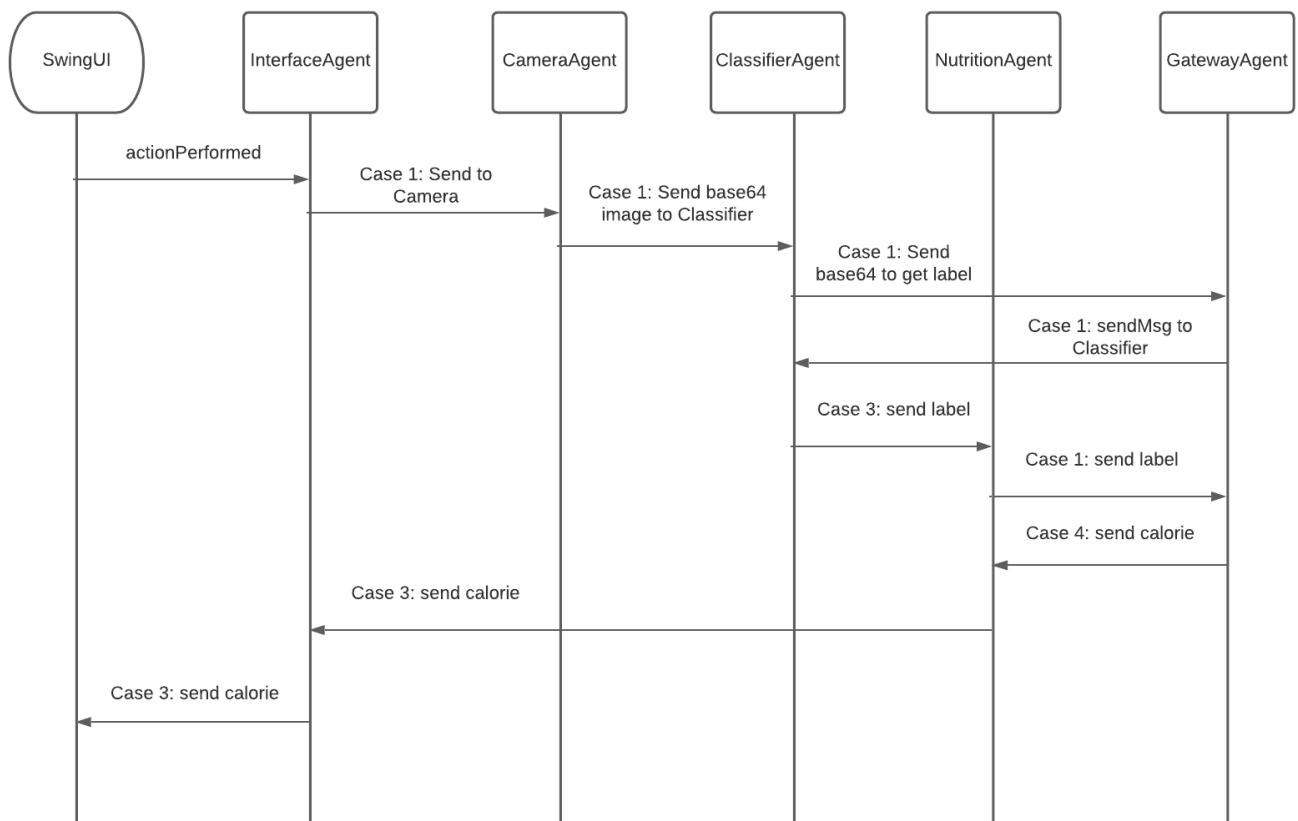 SwingUI
InterfaceAgent
CameraAgent
ClassifierAgent
NutritionAgent
GatewayAgent
actionPerformed
Case 1: Send to
Camera
Case 1: Send base64
image to Classifier
Case 1: Send
base64 to get label
Case 1: sendMsg to
Classifier
Case 3: send label
Case 1: send label
Case 4: send calorie
Case 3: send calorie
Case 3: send calorie